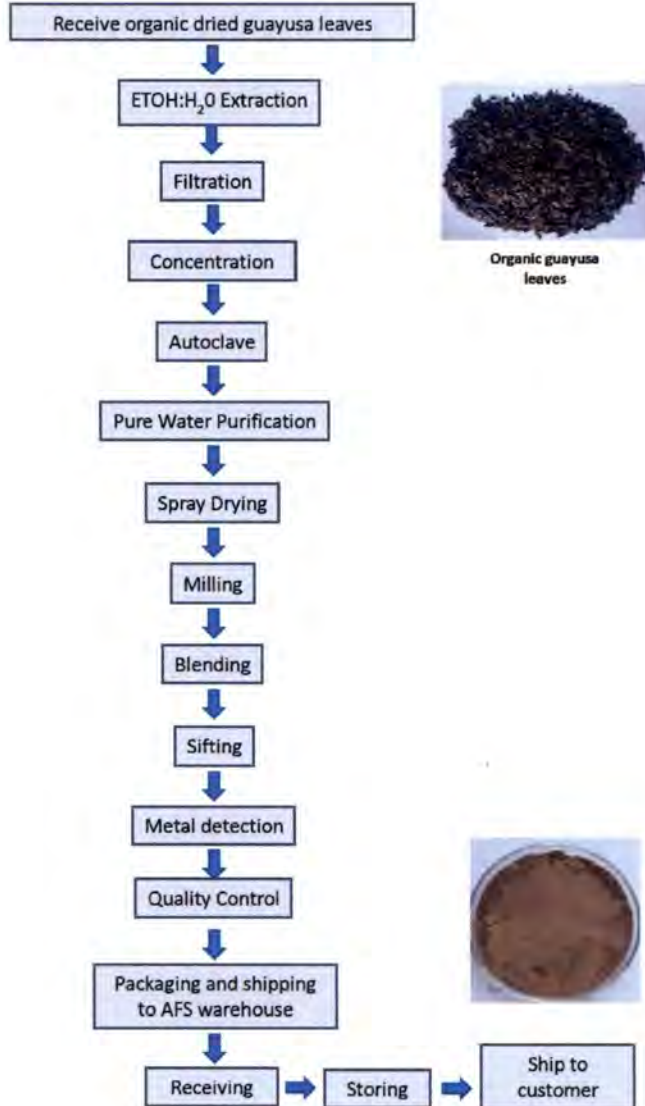 Receive organic dried guayusa leaves
ETOH:H₂0 Extraction
Filtration
Concentration
Organic guayusa
leaves
Autoclave
Pure Water Purification
Spray Drying
Milling
Blending
Sifting
Metal detection
Quality Control
Packaging and shipping
to AFS warehouse
Receiving
Storing
Ship to
customer